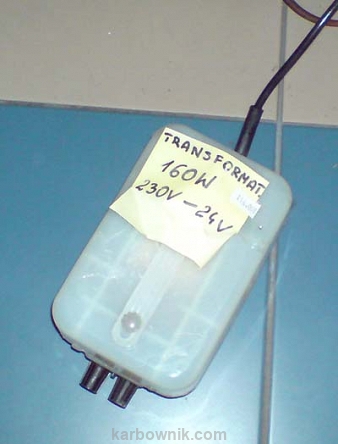 TRANSFORMAT
160W
230V-24V
karbownik.com